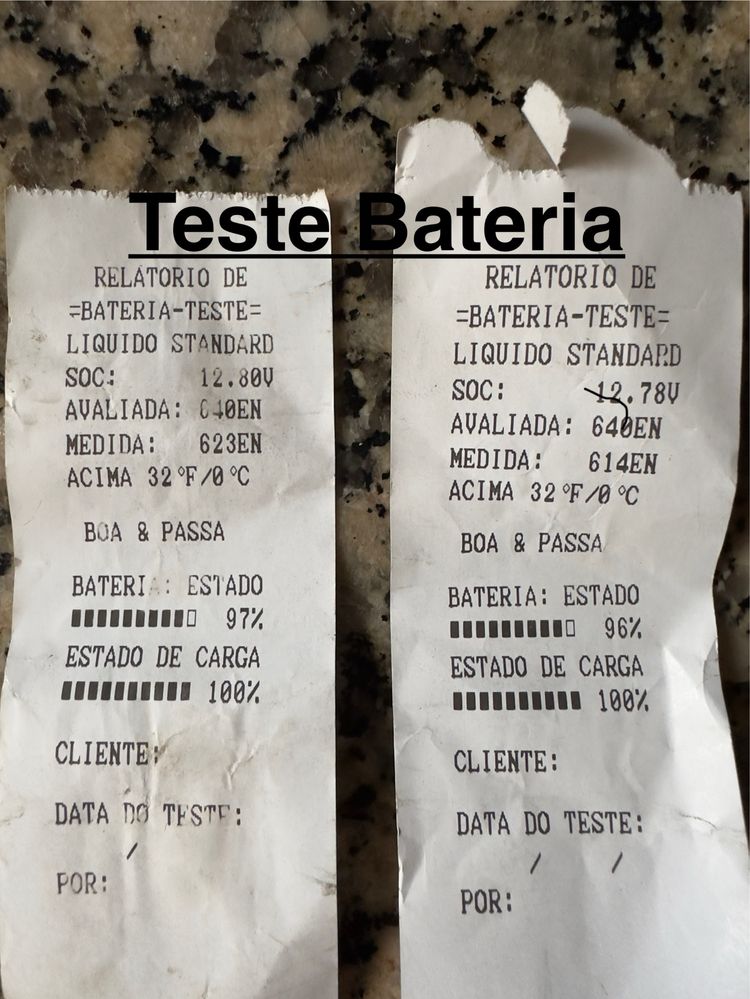 Teste Bateria
RELATORIO DE
=BATERIA-TESTE=
LIQUIDO STANDARD
SOC: 12.80V
AVALIADA: 640EN
MEDIDA: 623EN
ACIMA 32°F/0°C
BOA & PASSA
BATERIA: ESTADO
97%
ESTADO DE CARGA
100%
CLIENTE:
DATA DO TESTE:
/
POR:
RELATORIO DE
=BATERIA-TESTE=
LIQUIDO STANDARD
SOC: 12.78V
AVALIADA: 640EN
MEDIDA: 614EN
ACIMA 32°F/0°C
BOA & PASSA
BATERIA: ESTADO
96%
ESTADO DE CARGA
100%
CLIENTE:
DATA DO TESTE:
/ /
POR: